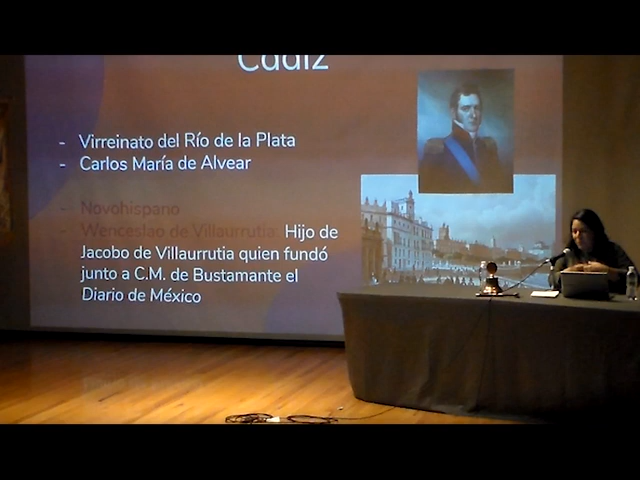 Cádiz
- Virreinato del Río de la Plata
- Carlos María de Alvear
- Novohispano
Wenceslao de Villaurrutia: Hijo de
Jacobo de Villaurrutia quien fundó
junto a C.M. de Bustamante el
Diario de México